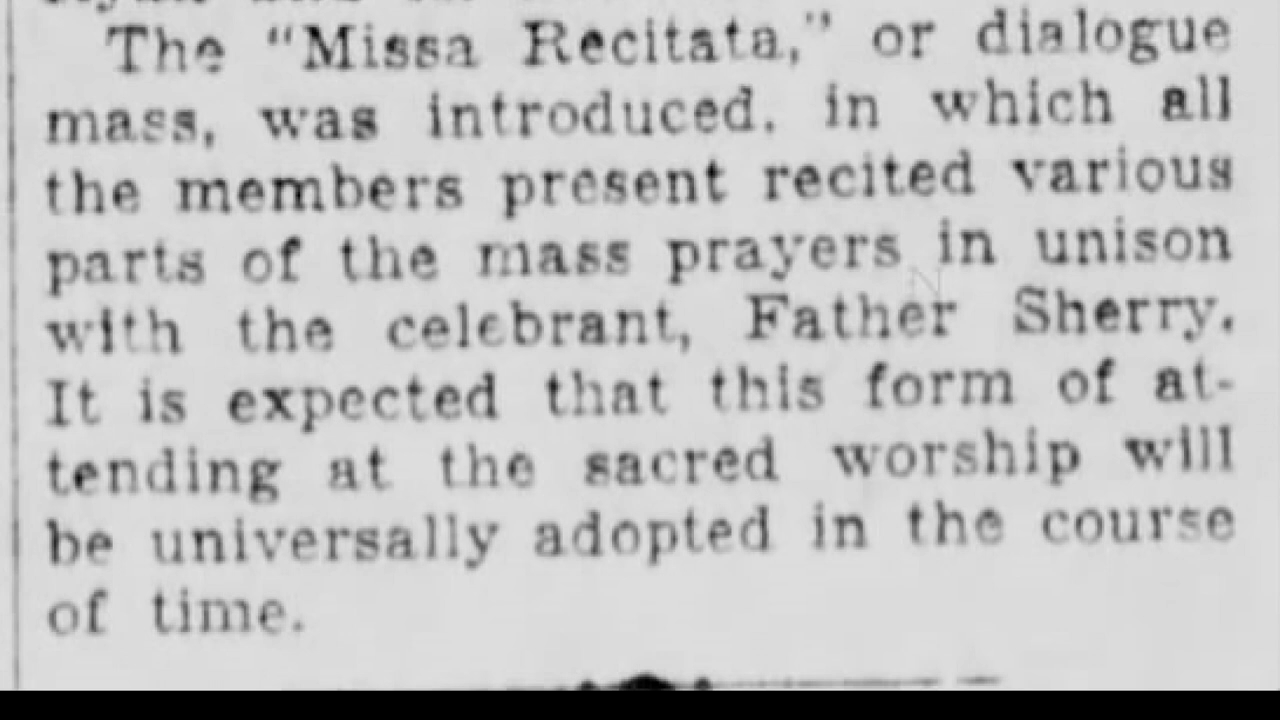 The “Missa Recitata,” or dialogue
mass, was introduced, in which all
the members present recited various
parts of the mass prayers in unison
with the celebrant, Father Sherry.
It is expected that this form of at-
tending at the sacred worship will
be universally adopted in the course
of time.